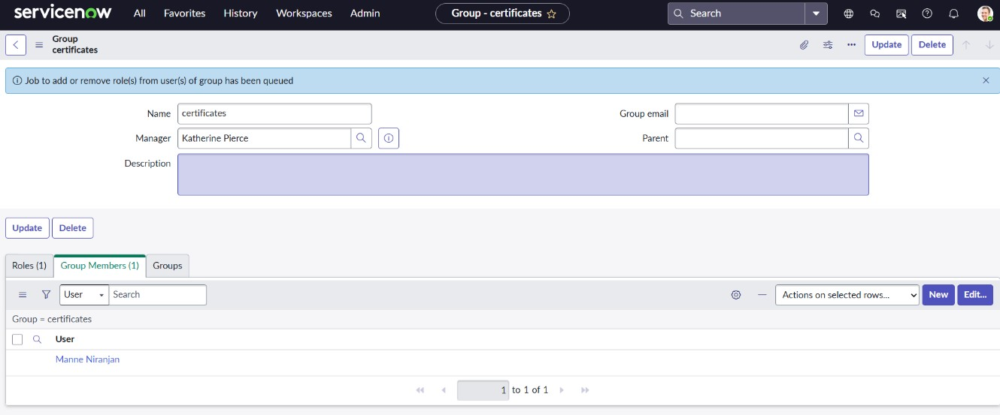 servicenow All Favorites History Workspaces Admin Group - certificates Search
Group
certificates
Update Delete
Job to add or remove role(s) from user(s) of group has been queued
Name certificates Group email
Manager Katherine Pierce Parent
Description
Update Delete
Roles (1) Group Members (1) Groups
User Search Actions on selected rows... New Edit...
Group = certificates
User
Manne Niranjan
1 to 1 of 1